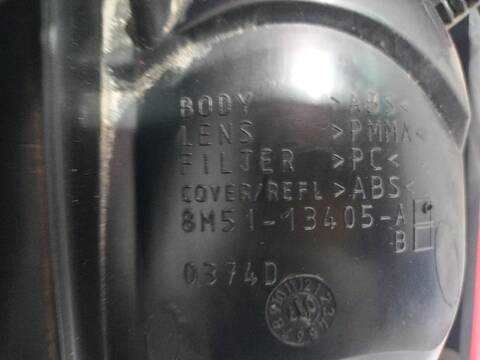 BODY >ABS<
LENS >PMMA<
FILTER >PC<
COVER/REFL >ABS<
8M51-13405-A
B
0374D